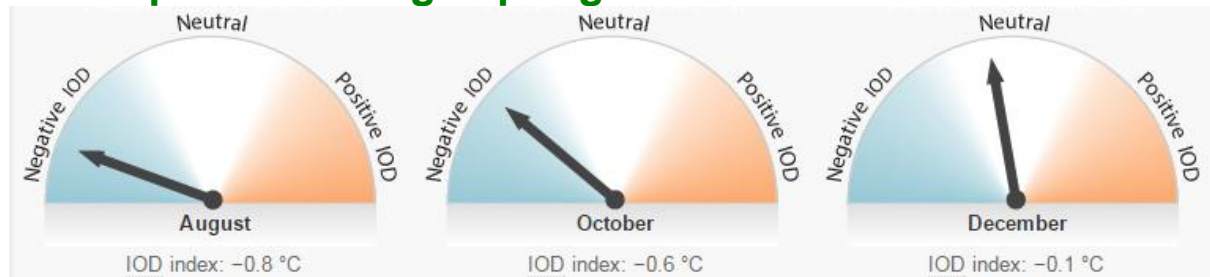 Neutral
Negative IOD
Positive IOD
August
IOD index: −0.8 °C
Neutral
Negative IOD
Positive IOD
October
IOD index: −0.6 °C
Neutral
Negative IOD
Positive IOD
December
IOD index: −0.1 °C